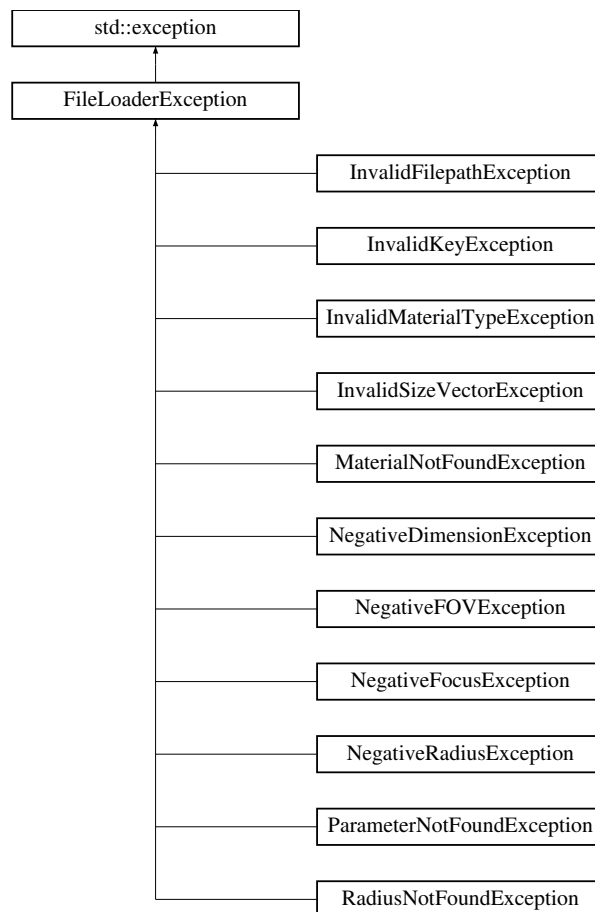 std::exception
FileLoaderException
InvalidFilepathException
InvalidKeyException
InvalidMaterialTypeException
InvalidSizeVectorException
MaterialNotFoundException
NegativeDimensionException
NegativeFOVException
NegativeFocusException
NegativeRadiusException
ParameterNotFoundException
RadiusNotFoundException